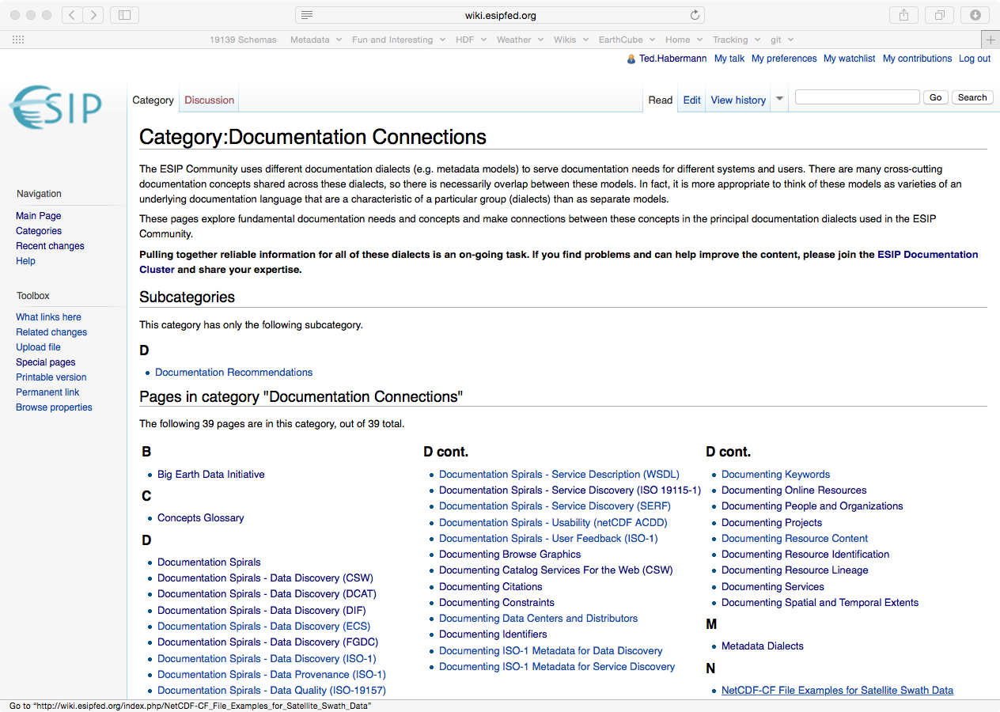 wiki.esipfed.org
19139 Schemas Metadata Fun and Interesting HDF Weather Wikis EarthCube Home Tracking git
Ted.Habermann My talk My preferences My watchlist My contributions Log out
ESIP
Category Discussion Read Edit View history Go Search
Category:Documentation Connections
The ESIP Community uses different documentation dialects (e.g. metadata models) to serve documentation needs for different systems and users. There are many cross-cutting
documentation concepts shared across these dialects, so there is necessarily overlap between these models. In fact, it is more appropriate to think of these models as varieties of an
underlying documentation language that are a characteristic of a particular group (dialects) than as separate models.
These pages explore fundamental documentation needs and concepts and make connections between these concepts in the principal documentation dialects used in the ESIP
Community.
Pulling together reliable information for all of these dialects is an on-going task. If you find problems and can help improve the content, please join the ESIP Documentation
Cluster and share your expertise.
Navigation
Main Page
Categories
Recent changes
Help
Toolbox
What links here
Related changes
Upload file
Special pages
Printable version
Permanent link
Browse properties
Subcategories
This category has only the following subcategory.
D
Documentation Recommendations
Pages in category "Documentation Connections"
The following 39 pages are in this category, out of 39 total.
B
Big Earth Data Initiative
C
Concepts Glossary
D
Documentation Spirals
Documentation Spirals - Data Discovery (CSW)
Documentation Spirals - Data Discovery (DCAT)
Documentation Spirals - Data Discovery (DIF)
Documentation Spirals - Data Discovery (ECS)
Documentation Spirals - Data Discovery (FGDC)
Documentation Spirals - Data Discovery (ISO-1)
Documentation Spirals - Data Provenance (ISO-1)
Documentation Spirals - Data Quality (ISO-19157)
D cont.
Documentation Spirals - Service Description (WSDL)
Documentation Spirals - Service Discovery (ISO 19115-1)
Documentation Spirals - Service Discovery (SERF)
Documentation Spirals - Usability (netCDF ACDD)
Documentation Spirals - User Feedback (ISO-1)
Documenting Browse Graphics
Documenting Catalog Services For the Web (CSW)
Documenting Citations
Documenting Constraints
Documenting Data Centers and Distributors
Documenting Identifiers
Documenting ISO-1 Metadata for Data Discovery
Documenting ISO-1 Metadata for Service Discovery
D cont.
Documenting Keywords
Documenting Online Resources
Documenting People and Organizations
Documenting Projects
Documenting Resource Content
Documenting Resource Identification
Documenting Resource Lineage
Documenting Services
Documenting Spatial and Temporal Extents
M
Metadata Dialects
N
NetCDF-CF File Examples for Satellite Swath Data
Go to “http://wiki.esipfed.org/index.php/NetCDF-CF_File_Examples_for_Satellite_Swath_Data”